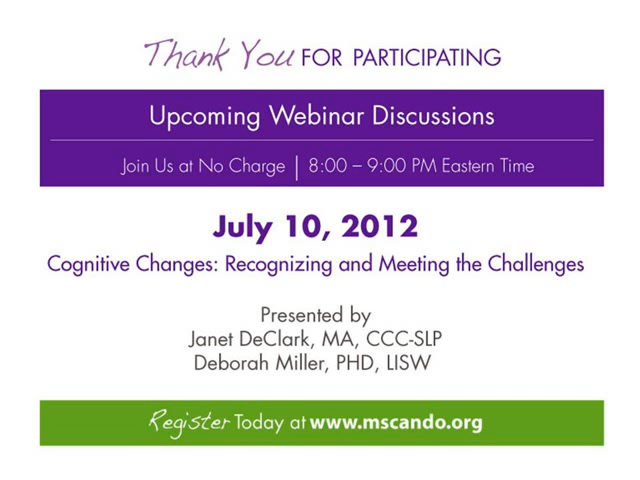 Thank You FOR PARTICIPATING
Upcoming Webinar Discussions
Join Us at No Charge | 8:00 – 9:00 PM Eastern Time
July 10, 2012
Cognitive Changes: Recognizing and Meeting the Challenges
Presented by
Janet DeClark, MA, CCC-SLP
Deborah Miller, PHD, LISW
Register Today at www.mscando.org